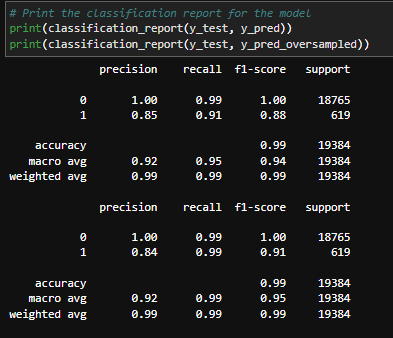 # Print the classification report for the model
print(classification_report(y_test, y_pred))
print(classification_report(y_test, y_pred_oversampled))
precision recall f1-score support
0 1.00 0.99 1.00 18765
1 0.85 0.91 0.88 619
accuracy 0.99 19384
macro avg 0.92 0.95 0.94 19384
weighted avg 0.99 0.99 0.99 19384
precision recall f1-score support
0 1.00 0.99 1.00 18765
1 0.84 0.99 0.91 619
accuracy 0.99 19384
macro avg 0.92 0.99 0.95 19384
weighted avg 0.99 0.99 0.99 19384